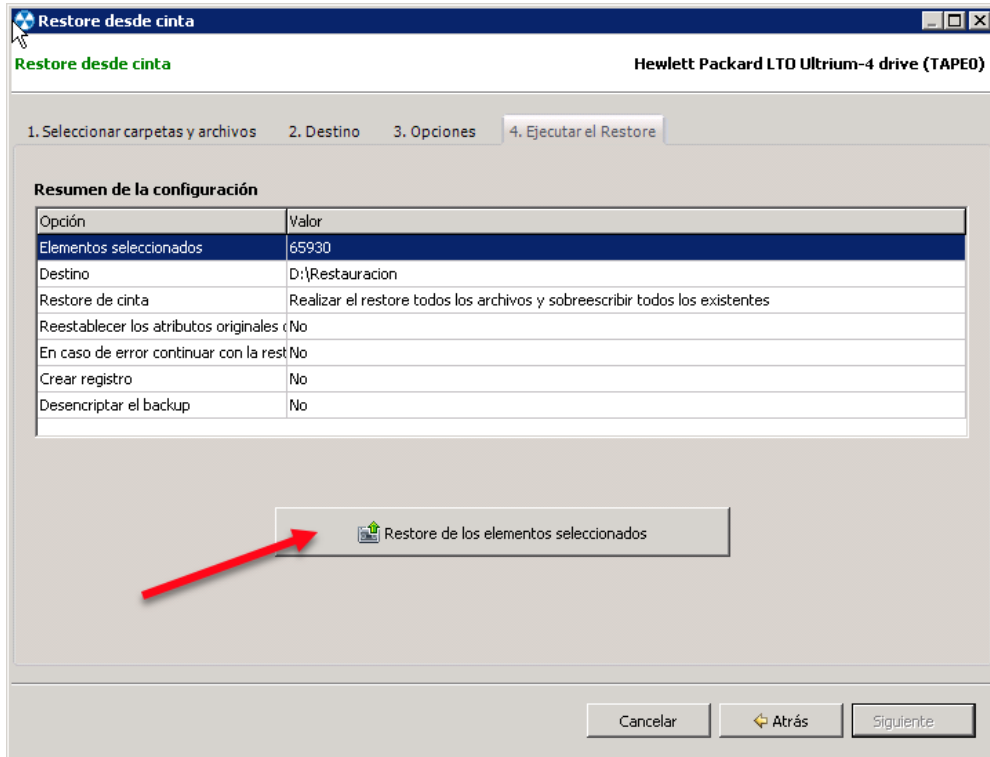 Restore desde cinta
Restore desde cinta Hewlett Packard LTO Ultrium-4 drive (TAPE0)
1. Seleccionar carpetas y archivos 2. Destino 3. Opciones 4. Ejecutar el Restore
Resumen de la configuración
Opción Valor
Elementos seleccionados 65930
Destino D:\Restauracion
Restore de cinta Realizar el restore todos los archivos y sobreescribir todos los existentes
Reestablecer los atributos originales No
En caso de error continuar con la rest No
Crear registro No
Desencriptar el backup No
Restore de los elementos seleccionados
Cancelar Atrás Siguiente